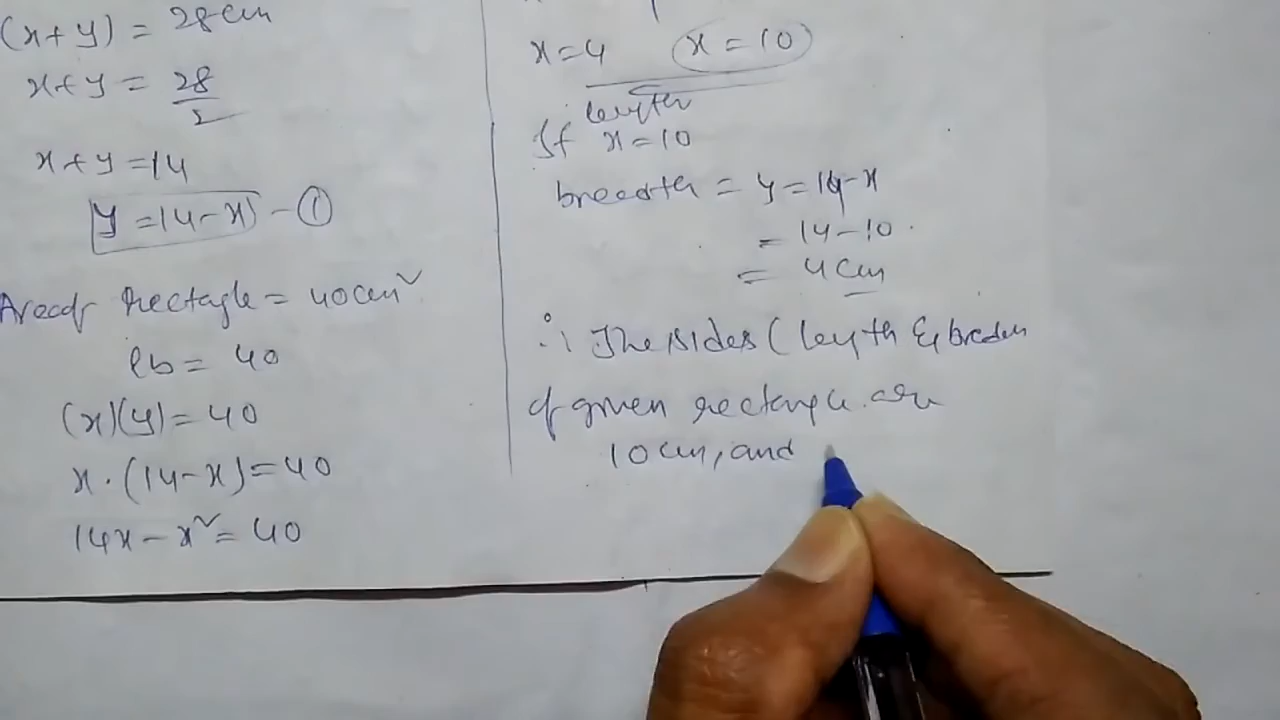 (x+y) = 28cm
x+y = 28/2
x+y=14
y=14-x -①
Area of Rectangle = 40cm²
lb = 40
(x)(y)=40
x.(14-x)=40
14x-x²=40
x=4 x=10
length
If x=10
breadth = y=14-x
= 14-10
= 4cm
∴ The sides (length &
of given rectangle are
10cm, and